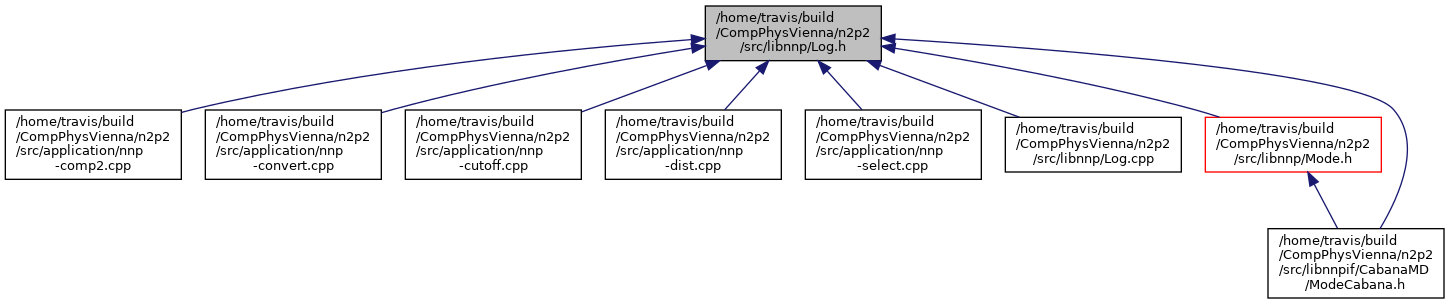 /home/travis/build
/CompPhysVienna/n2p2
/src/libnnp/Log.h
/home/travis/build
/CompPhysVienna/n2p2
/src/application/nnp
-comp2.cpp
/home/travis/build
/CompPhysVienna/n2p2
/src/application/nnp
-convert.cpp
/home/travis/build
/CompPhysVienna/n2p2
/src/application/nnp
-cutoff.cpp
/home/travis/build
/CompPhysVienna/n2p2
/src/application/nnp
-dist.cpp
/home/travis/build
/CompPhysVienna/n2p2
/src/application/nnp
-select.cpp
/home/travis/build
/CompPhysVienna/n2p2
/src/libnnp/Log.cpp
/home/travis/build
/CompPhysVienna/n2p2
/src/libnnp/Mode.h
/home/travis/build
/CompPhysVienna/n2p2
/src/libnnpif/CabanaMD
/ModeCabana.h